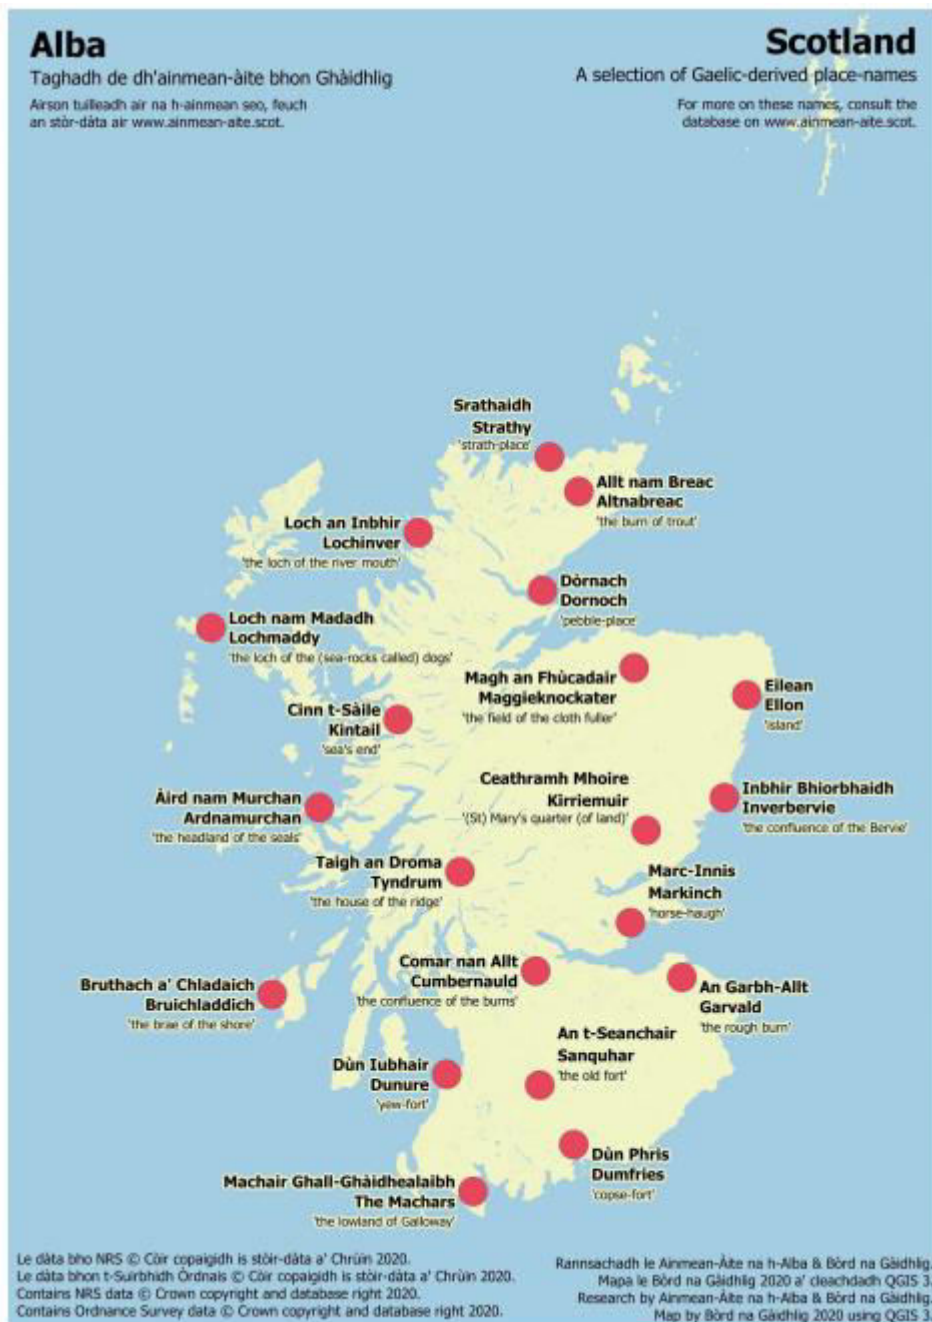 Alba
Taghadh de dh'ainmean-àite bhon Ghàidhlig
Airson tuilleadh air na h-ainmean seo, feuch
an stòr-dàta air www.ainmean-aite.scot.
Scotland
A selection of Gaelic-derived place-names
For more on these names, consult the
database on www.ainmean-aite.scot.
Srathaidh
Strathy
'strath-place'
Allt nam Breac
Altnabreac
'the burn of trout'
Loch an Inbhir
Lochinver
'the loch of the river mouth'
Dòrnach
Dornoch
'pebble-place'
Loch nam Madadh
Lochmaddy
'the loch of the (sea-rocks called) dogs'
Magh an Fhùcadair
Maggieknockater
'the field of the cloth fuller'
Eilean
Ellon
'island'
Cinn t-Sàile
Kintail
'sea's end'
Ceathramh Mhoire
Kirriemuir
'(St) Mary's quarter (of land)'
Inbhir Bhiorbhaidh
Inverbervie
'the confluence of the Bervie'
Àird nam Murchan
Ardnamurchan
'the headland of the seals'
Taigh an Droma
Tyndrum
'the house of the ridge'
Marc-Innis
Markinch
'horse-haugh'
Comar nan Allt
Cumbernauld
'the confluence of the burns'
An Garbh-Allt
Garvald
'the rough burn'
Bruthach a' Chladaich
Bruichladdich
'the brae of the shore'
An t-Seanchair
Sanquhar
'the old fort'
Dùn Iubhair
Dunure
'yew-fort'
Dùn Phris
Dumfries
'copse-fort'
Machair Ghall-Ghàidhealaibh
The Machars
'the lowland of Galloway'
Le dàta bho NRS © Còir copaigidh is stòir-dàta a' Chrùin 2020.
Le dàta bhon t-Suirbhidh Òrdnais © Còir copaigidh is stòir-dàta a' Chrùin 2020.
Contains NRS data © Crown copyright and database right 2020.
Contains Ordnance Survey data © Crown copyright and database right 2020.
Rannsachadh le Ainmean-Àite na h-Alba & Bòrd na Gàidhlig.
Mapa le Bòrd na Gàidhlig 2020 a' cleachdadh QGIS 3.
Research by Ainmean-Àite na h-Alba & Bòrd na Gàidhlig.
Map by Bòrd na Gàidhlig 2020 using QGIS 3.